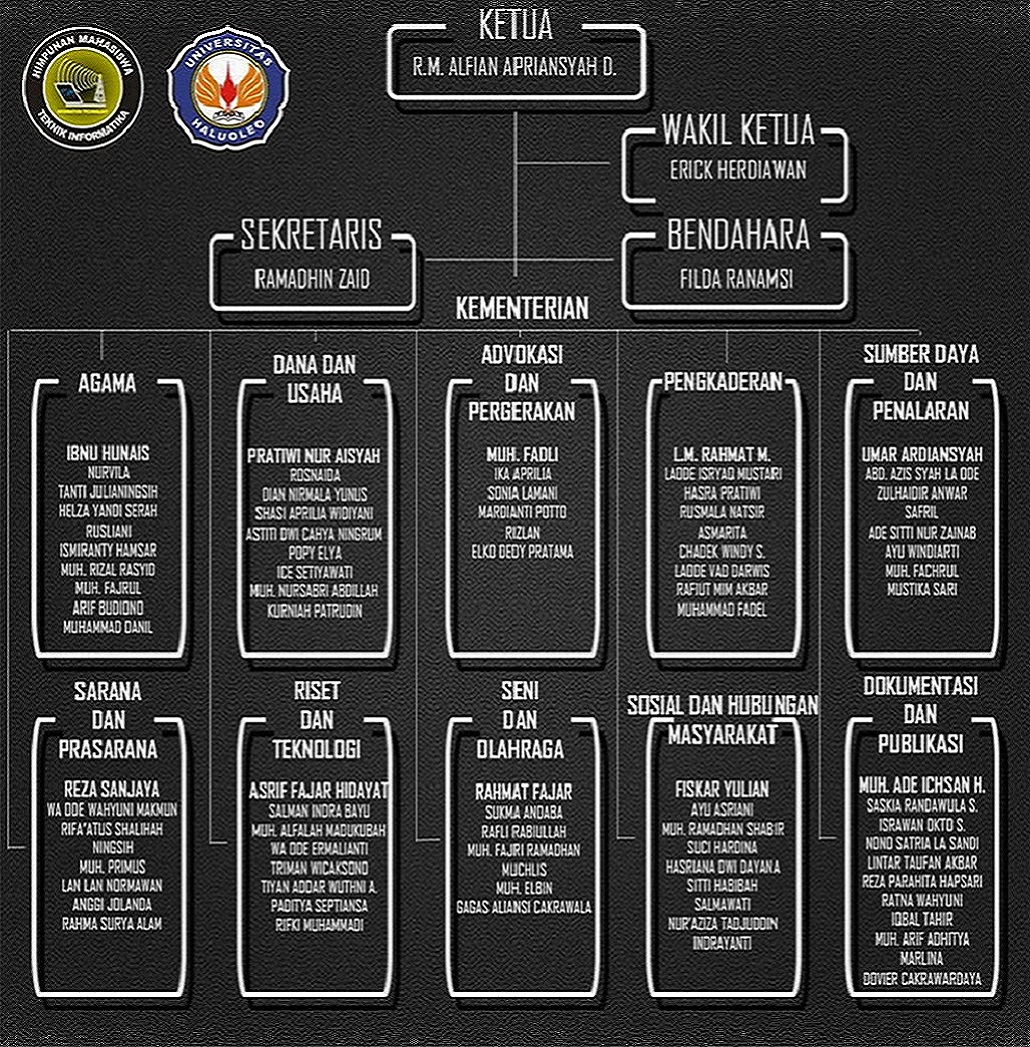 HIMPUNAN MAHASISWA
TEKNIK INFORMATIKA
UNIVERSITAS
HALUOLEO
KETUA
R.M. ALFIAN APRIANSYAH D.
WAKIL KETUA
ERICK HERDIAWAN
SEKRETARIS
RAMADHIN ZAID
BENDAHARA
FILDA RANAMSI
KEMENTERIAN
AGAMA
IBNU HUNAIS
NURVILA
TANTI JULIANINGSIH
HELZA YANDI SERAH
RUSLIANI
ISMIRANTY HAMSAR
MUH. RIZAL RASYID
MUH. FAJRUL
ARIF BUDIONO
MUHAMMAD DANIL
DANA DAN
USAHA
PRATIWI NUR AISYAH
ROSNAIDA
DIAN NIRMALA YUNUS
SHASI APRILIA WIDIYANI
ASTITI DWI CAHYA NINGRUM
POPY ELYA
ICE SETIYAWATI
MUH. NURSABRI ABDILLAH
KURNIAH PATRUDIN
ADVOKASI
DAN
PERGERAKAN
MUH. FADLI
IKA APRILIA
SONIA LAMANI
MARDIANTI POTTO
RIZLAN
ELKO DEDY PRATAMA
PENGKADERAN
L.M. RAHMAT M.
LAODE ISRYAD MUSTAIRI
HASRA PRATIWI
RUSMALA NATSIR
ASMARITA
CHADEK WINDY S.
LAODE VAD DARWIS
RAFIUT MIM AKBAR
MUHAMMAD FADEL
SUMBER DAYA
DAN
PENALARAN
UMAR ARDIANSYAH
ABD. AZIS SYAH LA ODE
ZULHAIDIR ANWAR
SAFRIL
ADE SITTI NUR ZAINAB
AYU WINDIARTI
MUH. FACHRUL
MUSTIKA SARI
SARANA
DAN
PRASARANA
REZA SANJAYA
WA ODE WAHYUNI MAKMUN
RIFA'ATUS SHALIHAH
NINGSIH
MUH. PRIMUS
LAN LAN NORMAWAN
ANGGI JOLANDA
RAHMA SURYA ALAM
RISET
DAN
TEKNOLOGI
ASRIF FAJAR HIDAYAT
SALMAN INDRA BAYU
MUH. ALFALAH MADUKUBAH
WA ODE ERMALIANTI
TRIMAN WICAKSONO
TIYAN ADDAR WUTHNI A.
PADITYA SEPTIANSA
RIFKI MUHAMMADI
SENI
DAN
OLAHRAGA
RAHMAT FAJAR
SUKMA ANDABA
RAFLI RABIULLAH
MUH. FAJRI RAMADHAN
MUCHLIS
MUH. ELBIN
GAGAS ALIANSI CAKRAWALA
SOSIAL DAN HUBUNGAN
MASYARAKAT
FISKAR YULIAN
AYU ASRIANI
MUH. RAMADHAN SHABIR
SUCI HARDINA
HASRIANA DWI DAYANA
SITTI HABIBAH
SALMAWATI
NUR'AZIZA TADJUDDIN
INDRAYANTI
DOKUMENTASI
DAN
PUBLIKASI
MUH. ADE ICHSAN H.
SASKIA RANDAWULA S.
ISRAWAN OKTO S.
NONO SATRIA LA SANDI
LINTAR TAUFAN AKBAR
REZA PARAHITA HAPSARI
RATNA WAHYUNI
IQBAL TAHIR
MUH. ARIF ADHITYA
MARLINA
DOVIER CAKRAWARDAYA